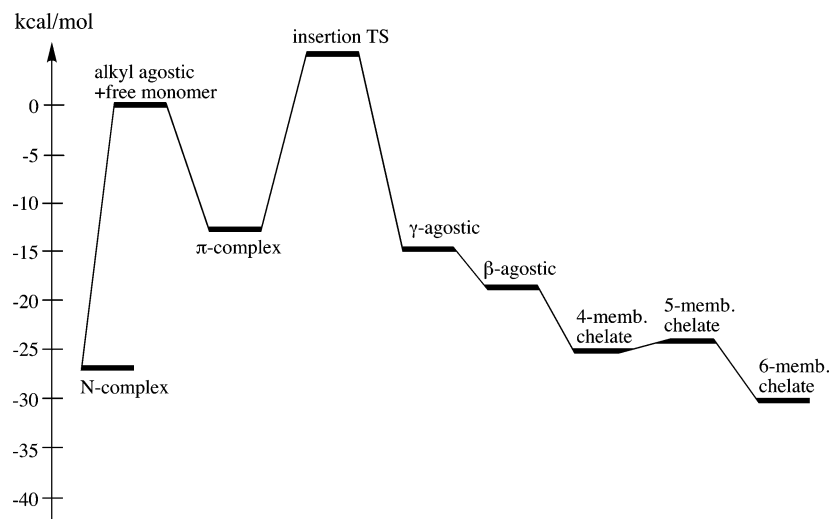 kcal/mol
insertion TS
alkyl agostic
+free monomer
0
-5
-10
-15
-20
-25
-30
-35
-40
π-complex
γ-agostic
β-agostic
4-memb.
chelate
5-memb.
chelate
6-memb.
chelate
N-complex